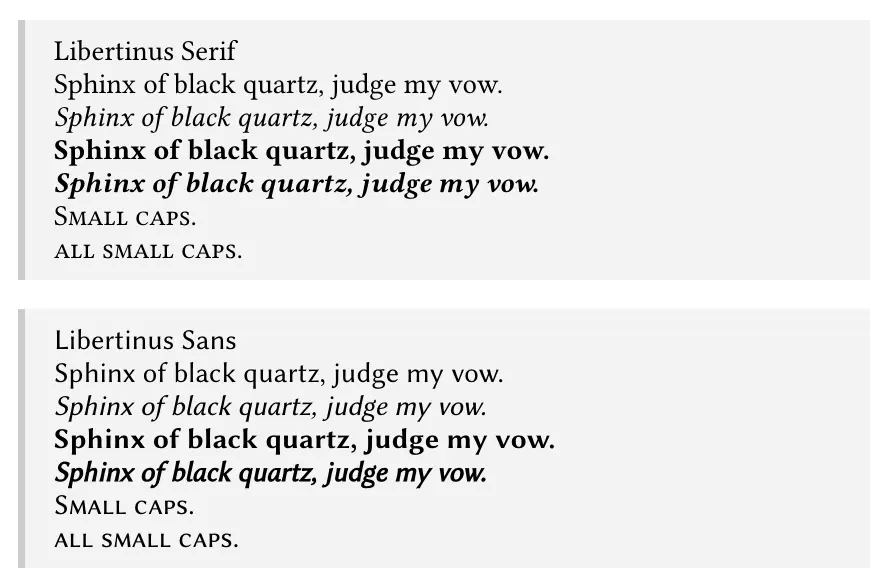 Libertinus Serif
Sphinx of black quartz, judge my vow.
Sphinx of black quartz, judge my vow.
Sphinx of black quartz, judge my vow.
Sphinx of black quartz, judge my vow.
Small caps.
all small caps.
Libertinus Sans
Sphinx of black quartz, judge my vow.
Sphinx of black quartz, judge my vow.
Sphinx of black quartz, judge my vow.
Sphinx of black quartz, judge my vow.
Small caps.
all small caps.